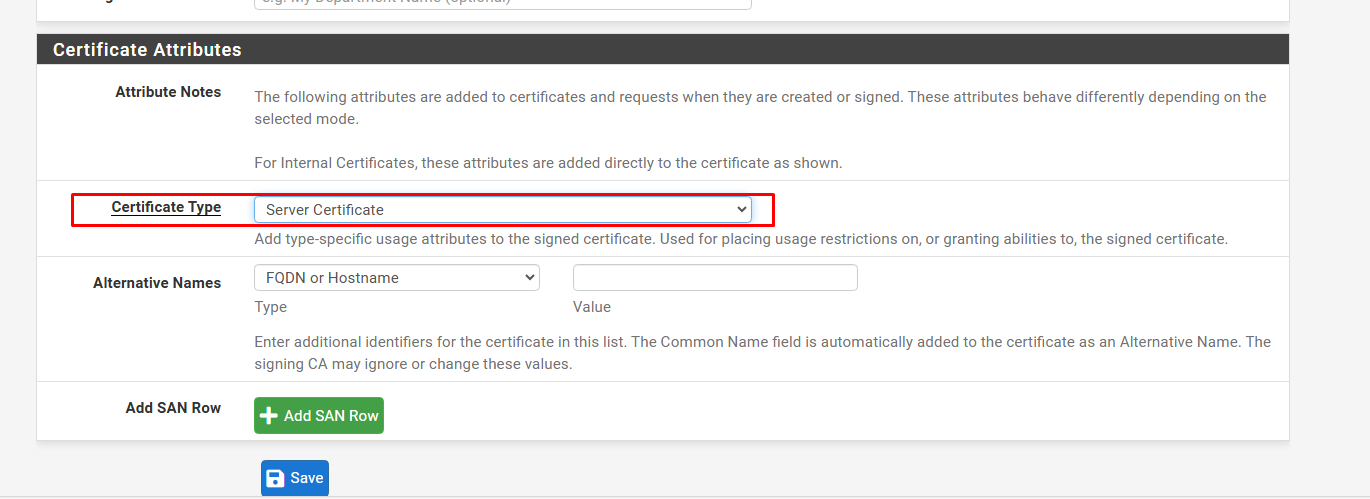 e.g. My Department Name (optional)
Certificate Attributes
Attribute Notes
The following attributes are added to certificates and requests when they are created or signed. These attributes behave differently depending on the
selected mode.
For Internal Certificates, these attributes are added directly to the certificate as shown.
Certificate Type
Server Certificate
Add type-specific usage attributes to the signed certificate. Used for placing usage restrictions on, or granting abilities to, the signed certificate.
Alternative Names
FQDN or Hostname
Type
Value
Enter additional identifiers for the certificate in this list. The Common Name field is automatically added to the certificate as an Alternative Name. The
signing CA may ignore or change these values.
Add SAN Row
Add SAN Row
Save